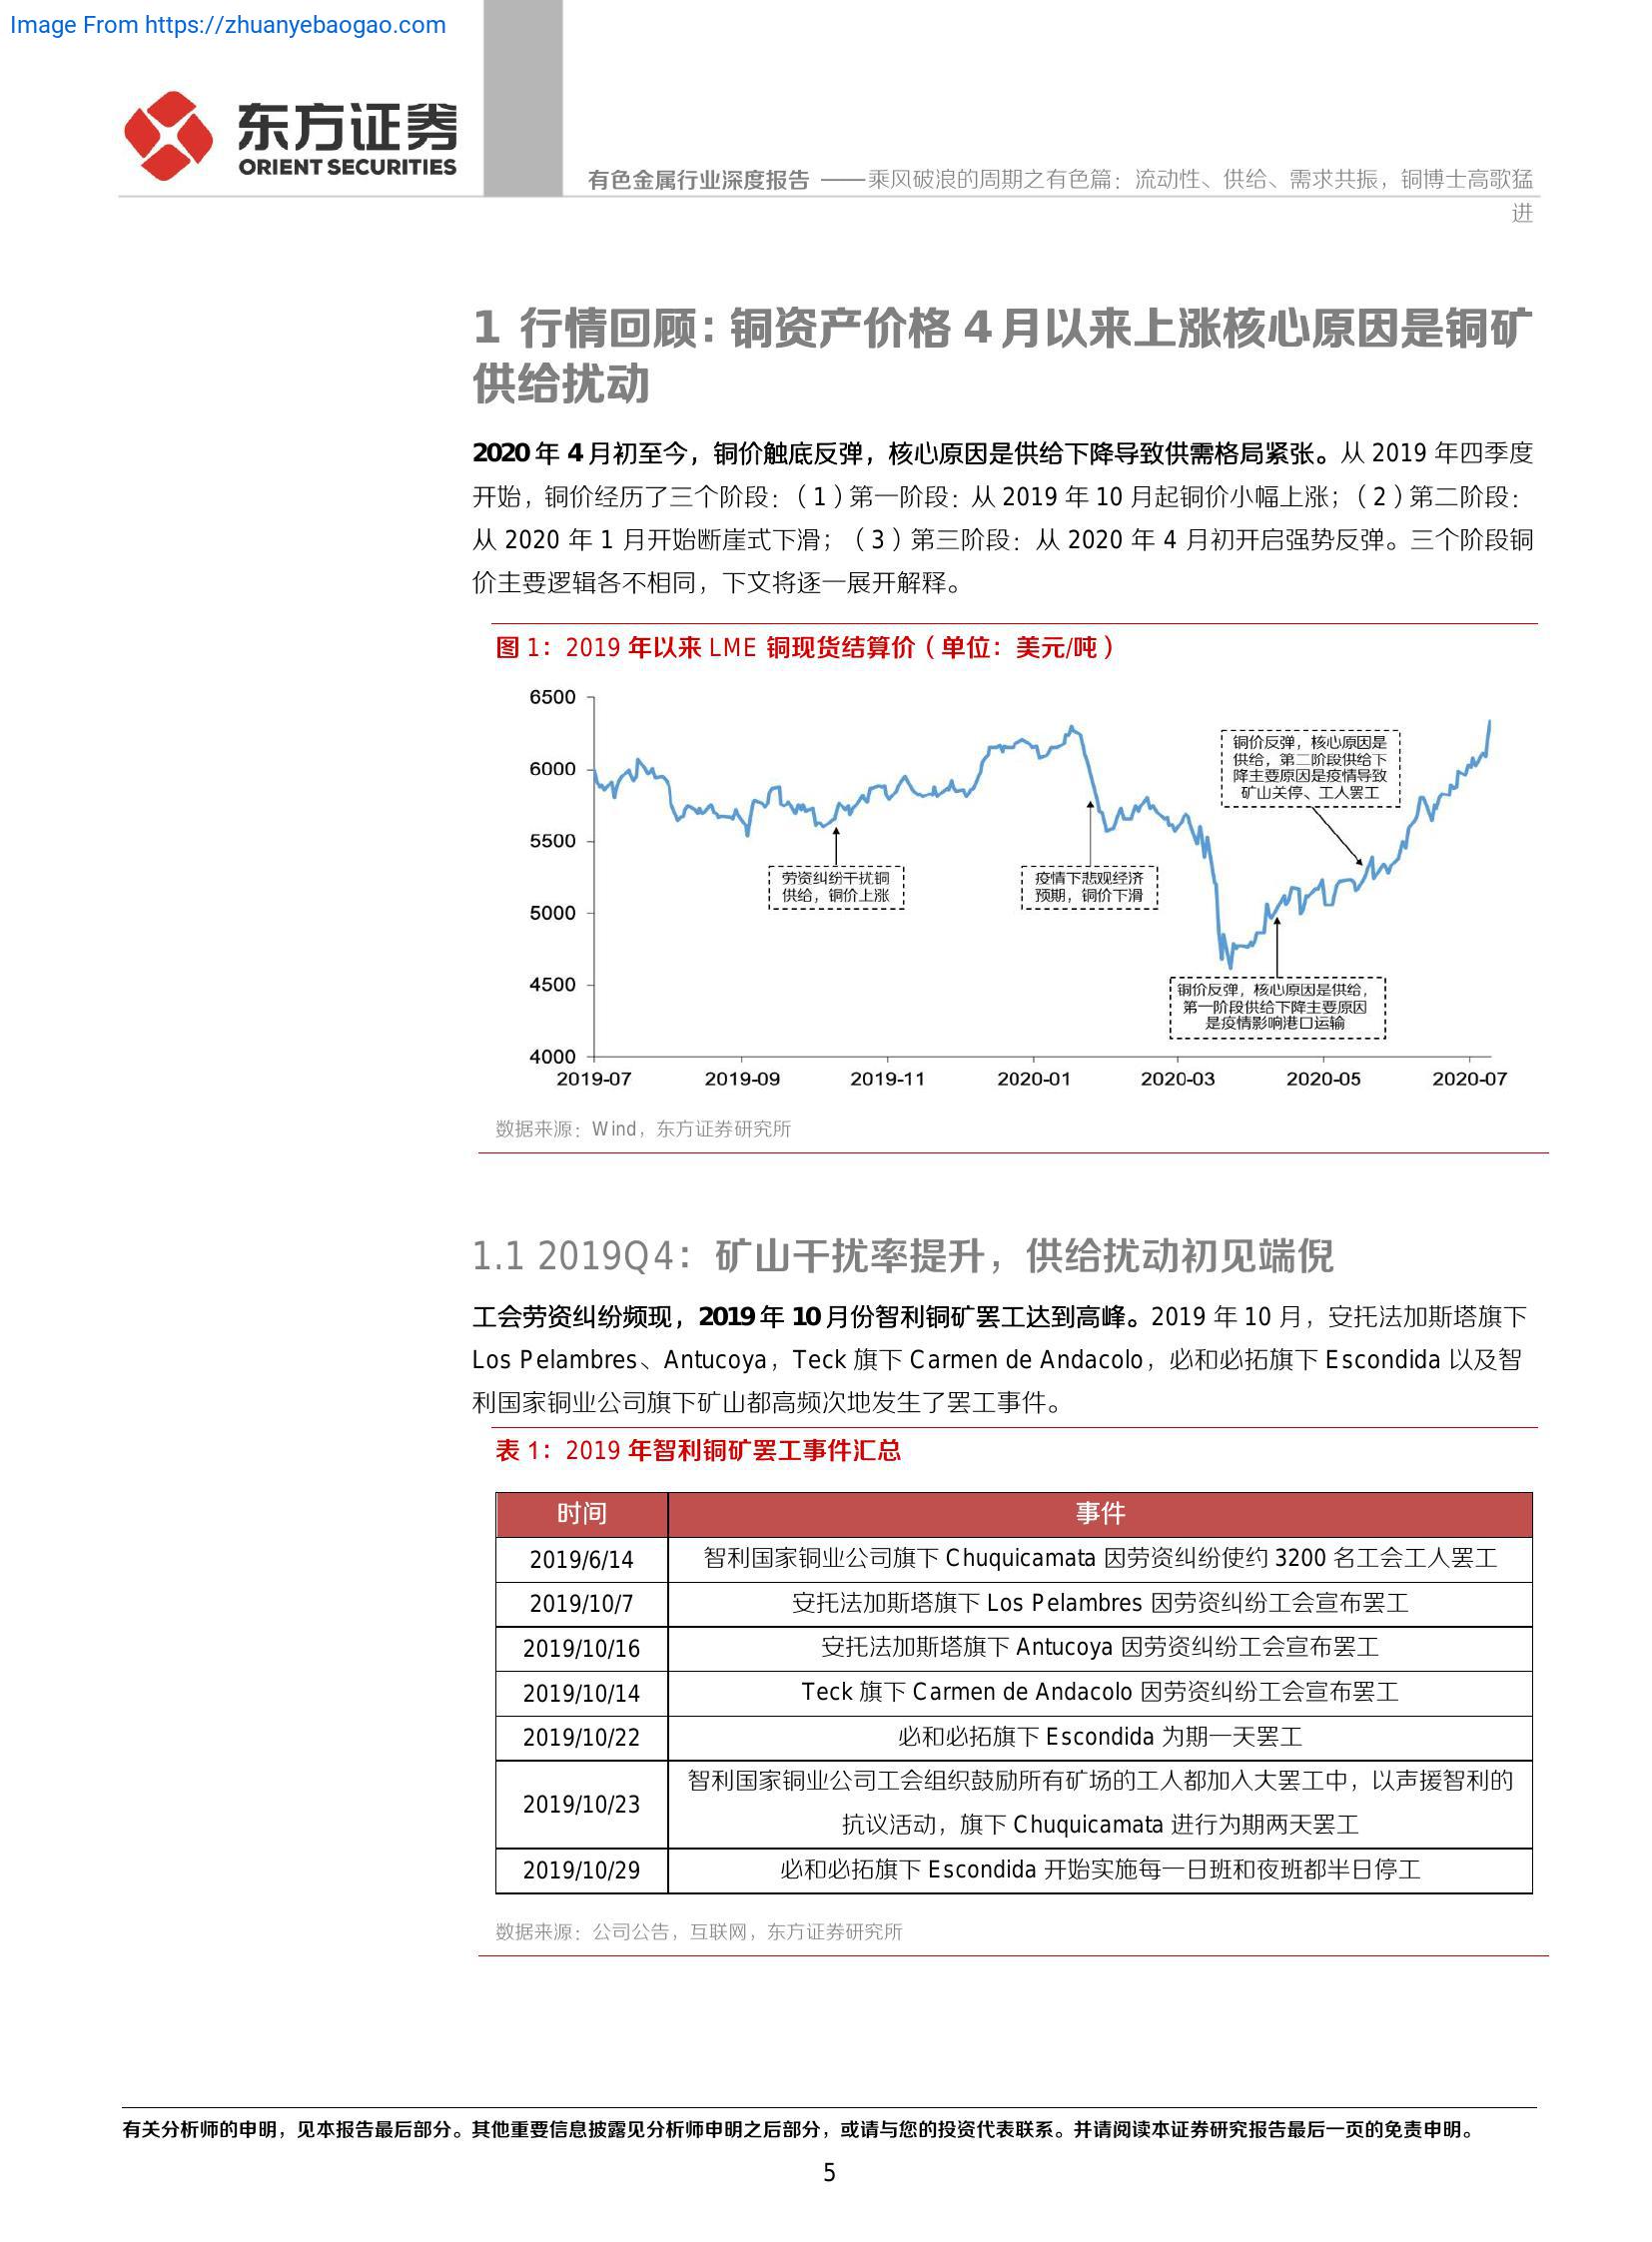 Image From https://zhuanyebaogao.com
东方证券
ORIENT SECURITIES
有色金属行业深度报告 ——乘风破浪的周期之有色篇：流动性、供给、需求共振，铜博士高歌猛
进
1 行情回顾：铜资产价格 4 月以来上涨核心原因是铜矿
供给扰动
2020 年 4 月初至今，铜价触底反弹，核心原因是供给下降导致供需格局紧张。从 2019 年四季度
开始，铜价经历了三个阶段：（1）第一阶段：从 2019 年 10 月起铜价小幅上涨；（2）第二阶段：
从 2020 年 1 月开始断崖式下滑；（3）第三阶段：从 2020 年 4 月初开启强势反弹。三个阶段铜
价主要逻辑各不相同，下文将逐一展开解释。
图 1：2019 年以来 LME 铜现货结算价（单位：美元/吨）
6500
6000
5500
5000
4500
4000
2019-07
2019-09
2019-11
2020-01
2020-03
2020-05
2020-07
劳资纠纷干扰铜
供给，铜价上涨
疫情下悲观经济
预期，铜价下滑
铜价反弹，核心原因是
供给，第二阶段供给下
降主要原因是疫情导致
矿山关停、工人罢工
铜价反弹，核心原因是供给，
第一阶段供给下降主要原因
是疫情影响港口运输
数据来源：Wind，东方证券研究所
1.1 2019Q4：矿山干扰率提升，供给扰动初见端倪
工会劳资纠纷频现，2019 年 10 月份智利铜矿罢工达到高峰。2019 年 10 月，安托法加斯塔旗下
Los Pelambres、Antucoya，Teck 旗下 Carmen de Andacolo，必和必拓旗下 Escondida 以及智
利国家铜业公司旗下矿山都高频次地发生了罢工事件。
表 1：2019 年智利铜矿罢工事件汇总
时间 事件
2019/6/14 智利国家铜业公司旗下 Chuquicamata 因劳资纠纷使约 3200 名工会工人罢工
2019/10/7 安托法加斯塔旗下 Los Pelambres 因劳资纠纷工会宣布罢工
2019/10/16 安托法加斯塔旗下 Antucoya 因劳资纠纷工会宣布罢工
2019/10/14 Teck 旗下 Carmen de Andacolo 因劳资纠纷工会宣布罢工
2019/10/22 必和必拓旗下 Escondida 为期一天罢工
2019/10/23 智利国家铜业公司工会组织鼓励所有矿场的工人都加入大罢工中，以声援智利的
抗议活动，旗下 Chuquicamata 进行为期两天罢工
2019/10/29 必和必拓旗下 Escondida 开始实施每一日班和夜班都半日停工
数据来源：公司公告，互联网，东方证券研究所
有关分析师的申明，见本报告最后部分。其他重要信息披露见分析师申明之后部分，或请与您的投资代表联系。并请阅读本证券研究报告最后一页的免责申明。
5